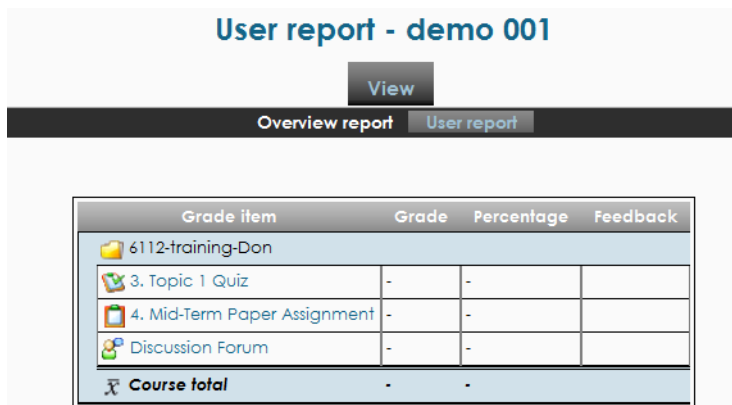 User report - demo 001
View
Overview report User report
Grade item Grade Percentage Feedback
6112-training-Don
3. Topic 1 Quiz - -
4. Mid-Term Paper Assignment - -
Discussion Forum - -
x̄ Course total - -